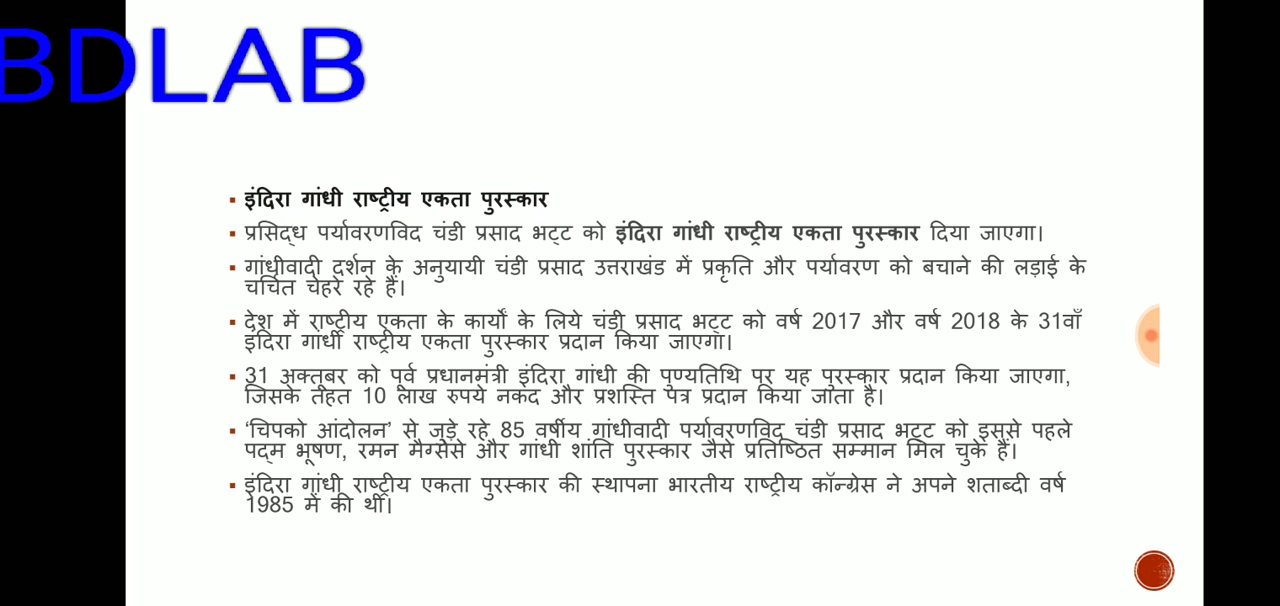 BDLAB
▪ इंदिरा गांधी राष्ट्रीय एकता पुरस्कार
▪ प्रसिद्ध पर्यावरणविद चंडी प्रसाद भट्ट को इंदिरा गांधी राष्ट्रीय एकता पुरस्कार दिया जाएगा।
▪ गांधीवादी दर्शन के अनुयायी चंडी प्रसाद उत्तराखंड में प्रकृति और पर्यावरण को बचाने की लड़ाई के
चर्चित चेहरे रहे हैं।
▪ देश में राष्ट्रीय एकता के कार्यों के लिये चंडी प्रसाद भट्ट को वर्ष 2017 और वर्ष 2018 के 31वाँ
इंदिरा गांधी राष्ट्रीय एकता पुरस्कार प्रदान किया जाएगा।
▪ 31 अक्तूबर को पूर्व प्रधानमंत्री इंदिरा गांधी की पुण्यतिथि पर यह पुरस्कार प्रदान किया जाएगा,
जिसके तहत 10 लाख रुपये नकद और प्रशस्ति पत्र प्रदान किया जाता है।
▪ ‘चिपको आंदोलन’ से जुड़े रहे 85 वर्षीय गांधीवादी पर्यावरणविद चंडी प्रसाद भट्ट को इससे पहले
पद्म भूषण, रमन मैग्सेसे और गांधी शांति पुरस्कार जैसे प्रतिष्ठित सम्मान मिल चुके हैं।
▪ इंदिरा गांधी राष्ट्रीय एकता पुरस्कार की स्थापना भारतीय राष्ट्रीय कॉन्ग्रेस ने अपने शताब्दी वर्ष
1985 में की थी।